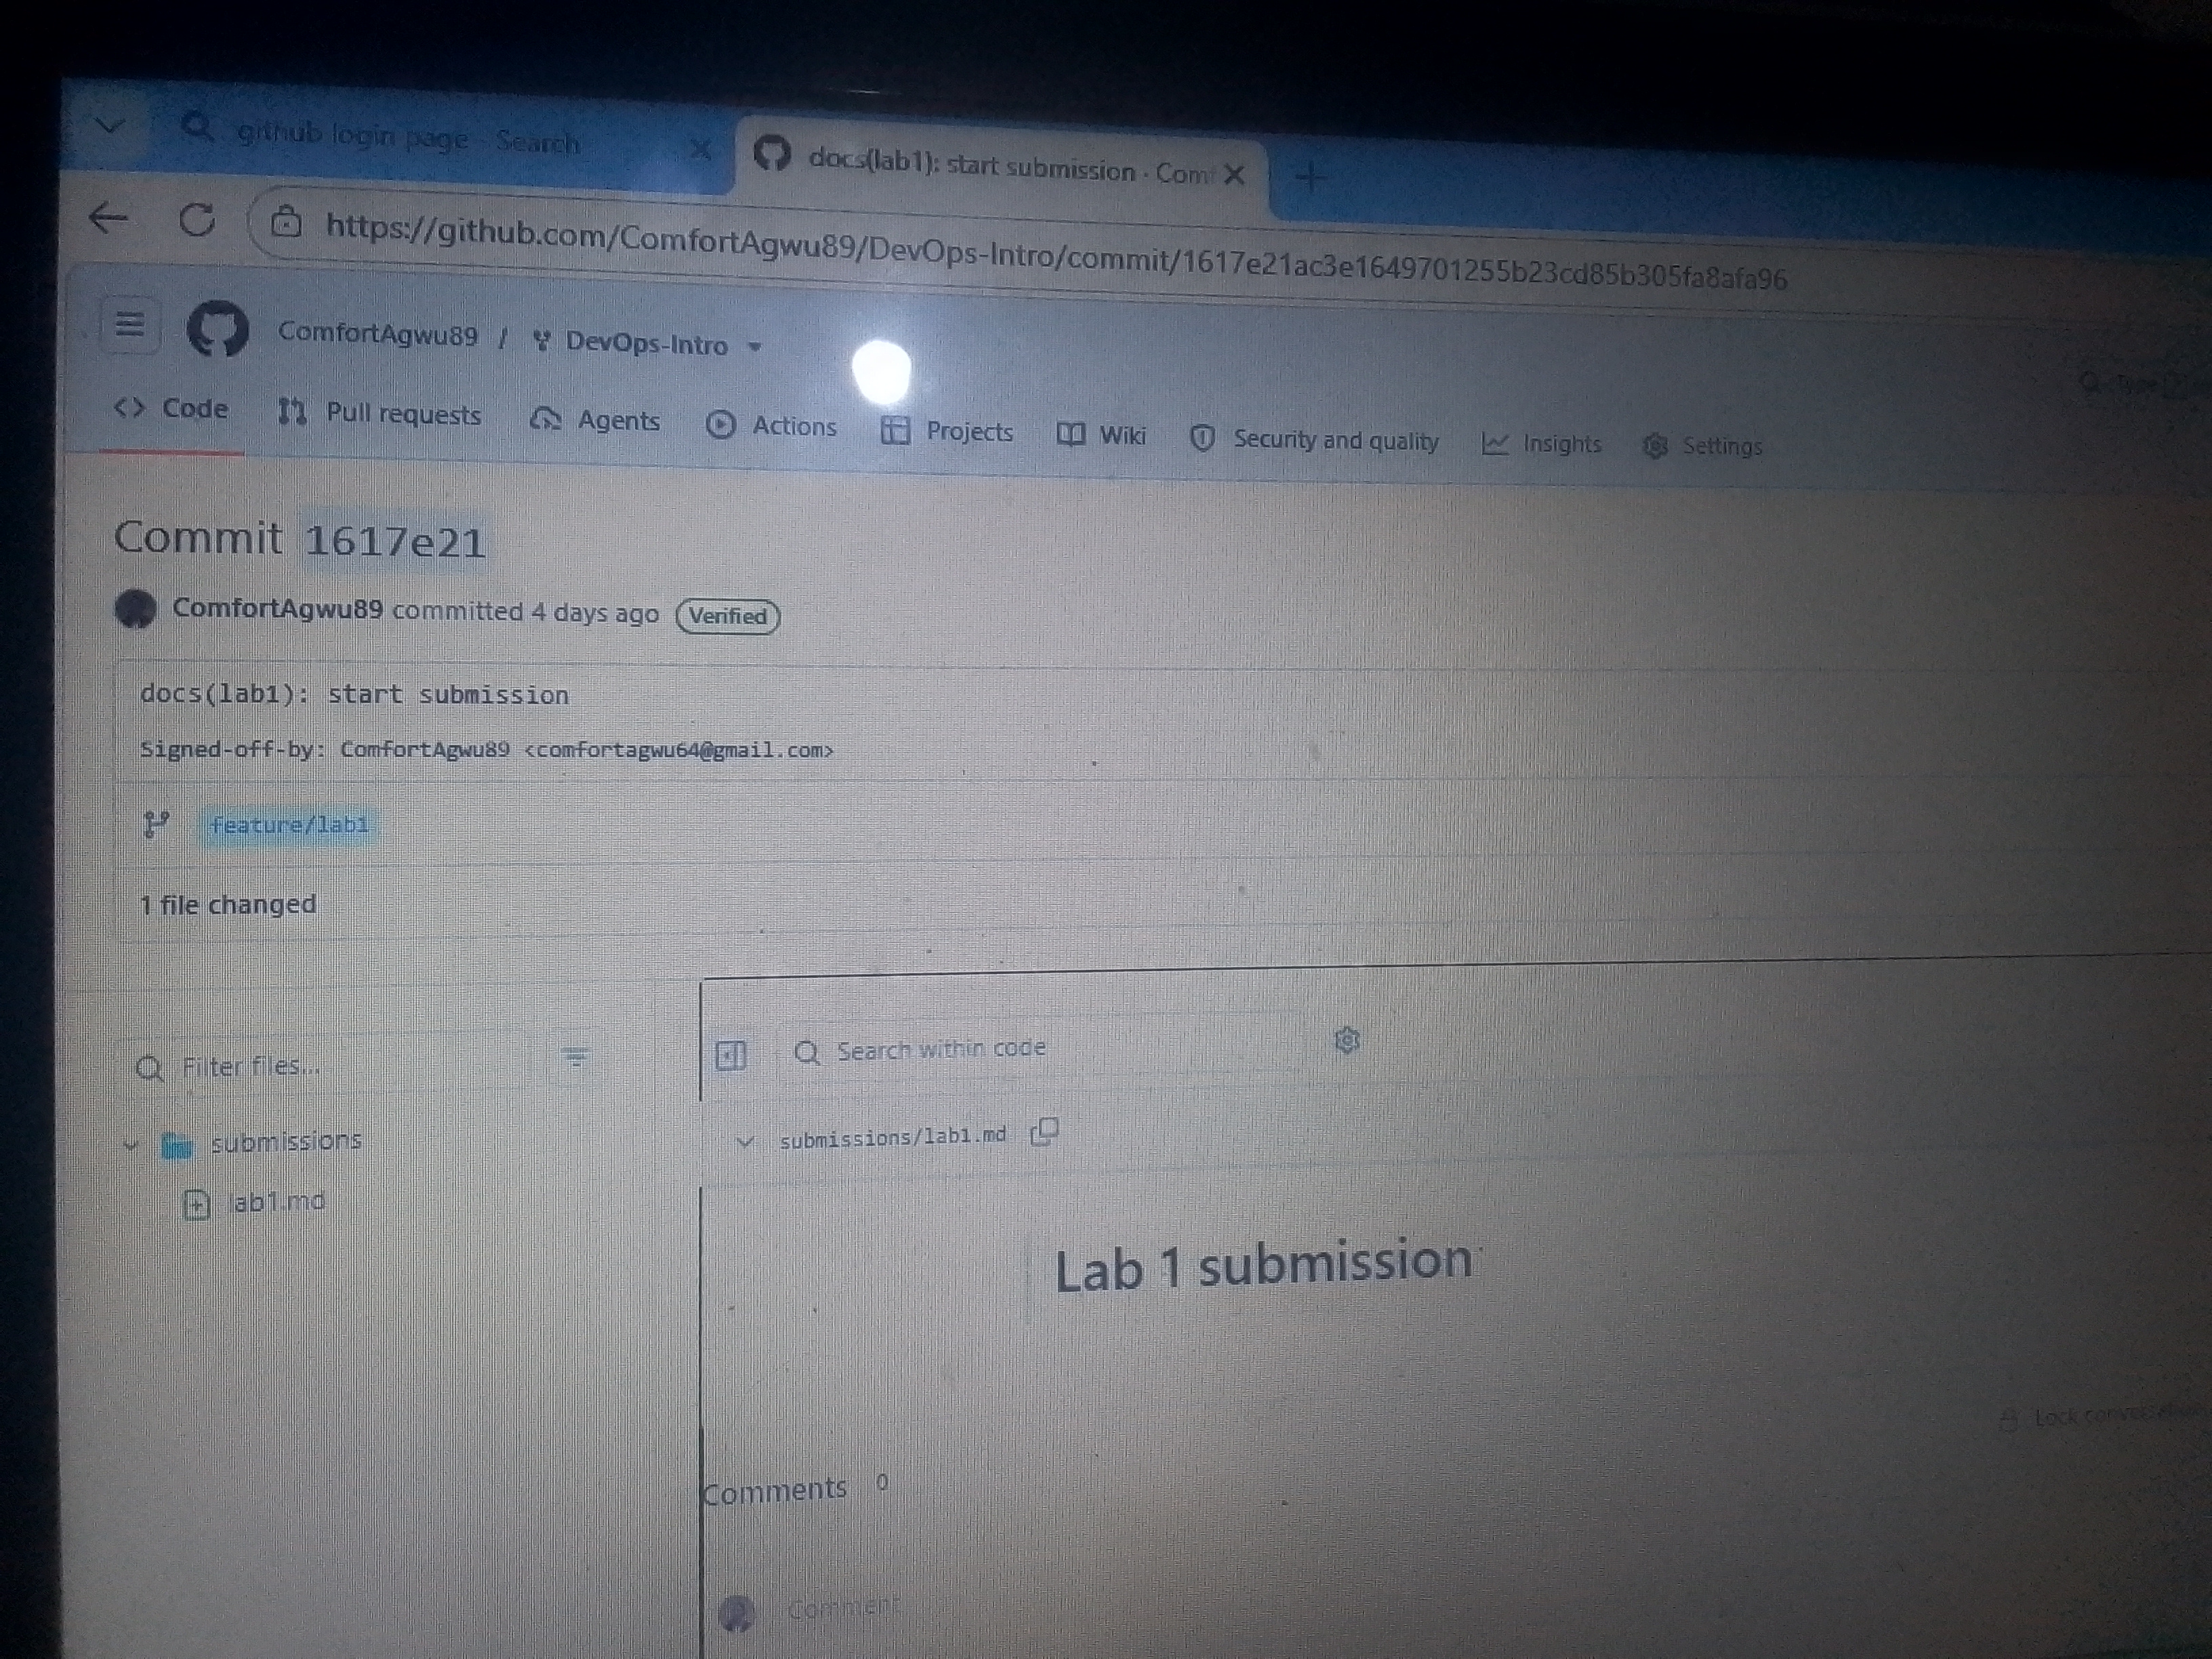 github login page - Search
docs(lab1): start submission · Com
https://github.com/ComfortAgwu89/DevOps-Intro/commit/1617e21ac3e1649701255b23cd85b305fa8afa96
ComfortAgwu89 / DevOps-Intro
Code Pull requests Agents Actions Projects Wiki Security and quality Insights Settings
Commit 1617e21
ComfortAgwu89 committed 4 days ago Verified
docs(lab1): start submission
Signed-off-by: ComfortAgwu89 <comfortagwu64@gmail.com>
feature/lab1
1 file changed
Filter files...
Search within code
submissions
submissions/lab1.md
lab1.md
Lab 1 submission
Lock
Comments 0
Comment